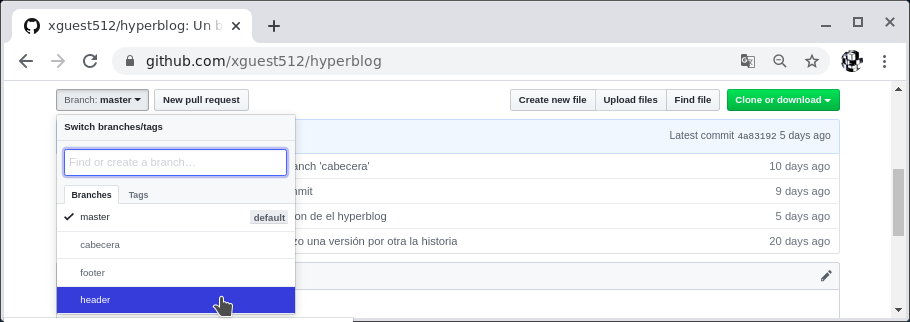 xguest512/hyperblog: Un b
github.com/xguest512/hyperblog
Branch: master
New pull request
Create new file
Upload files
Find file
Clone or download
Switch branches/tags
Latest commit 4a83192 5 days ago
Find or create a branch…
anch 'cabecera'
10 days ago
Branches
Tags
nmit
9 days ago
master
default
on de el hyperblog
5 days ago
cabecera
zo una versión por otra la historia
20 days ago
footer
header